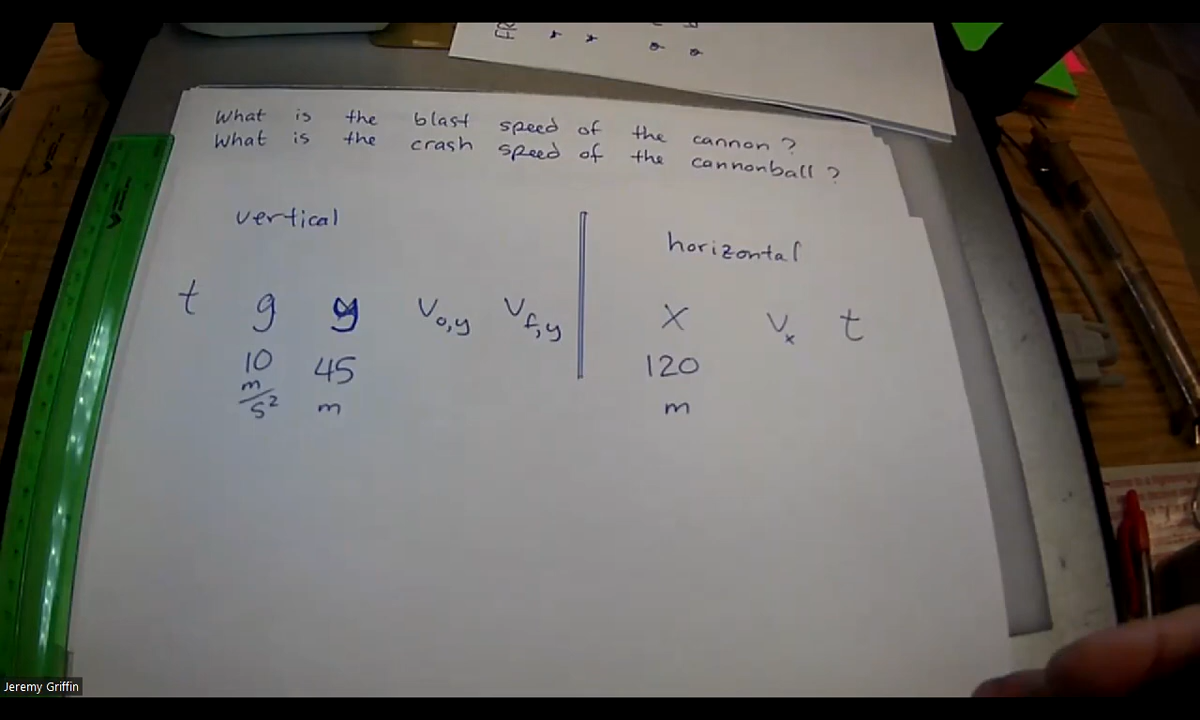 What is the blast speed of the cannon?
What is the crash speed of the cannonball?
vertical
horizontal
t g y v₀,y v_f,y x vₓ t
10 m/s² 45 m 120 m
Jeremy Griffin